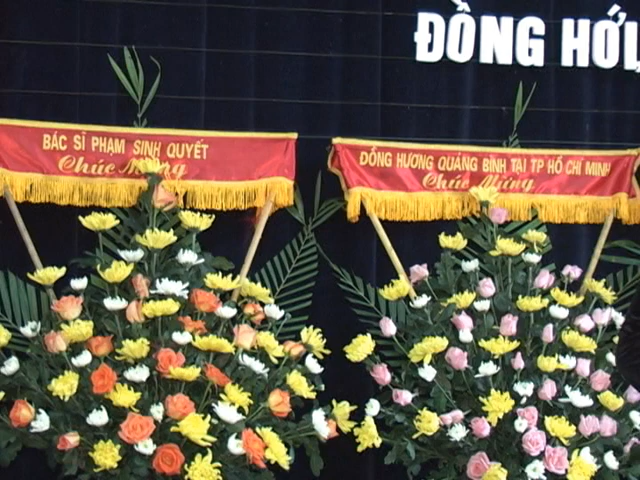 ĐỒNG HỚI,
BÁC SĨ PHẠM SINH QUYẾT
Chúc Mừng
ĐỒNG HƯƠNG QUẢNG BÌNH TẠI TP HỒ CHÍ MINH
Chúc Mừng